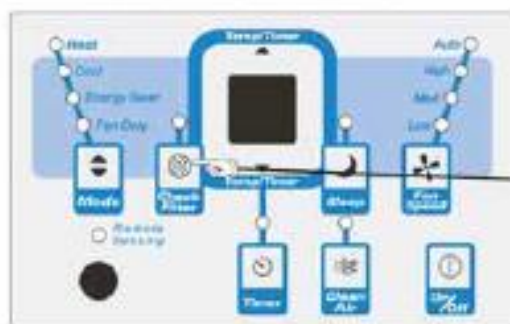 Heat
Cool
Energy Saver
Fan Only
Mode
Check
Filter
Temp/Timer
Temp/Timer
Sleep
Auto
High
Med
Low
Fan
Speed
Remote
Sensing
Timer
Clean
Air
On/
Off